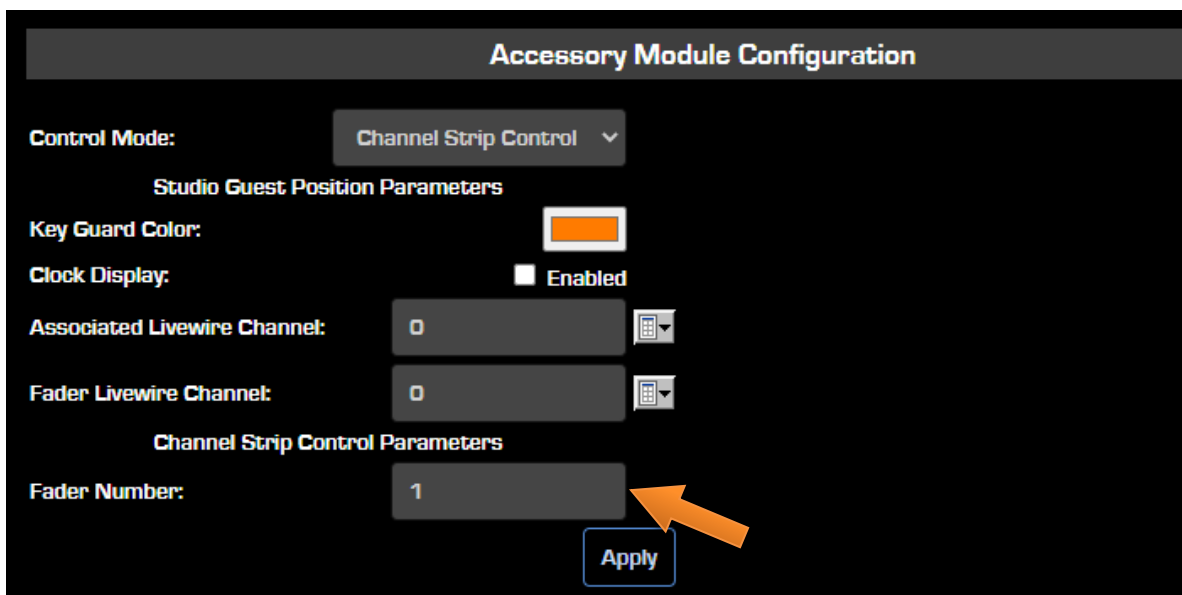 Accessory Module Configuration
Control Mode: Channel Strip Control
Studio Guest Position Parameters
Key Guard Color:
Clock Display: Enabled
Associated Livewire Channel: 0
Fader Livewire Channel: 0
Channel Strip Control Parameters
Fader Number: 1
Apply